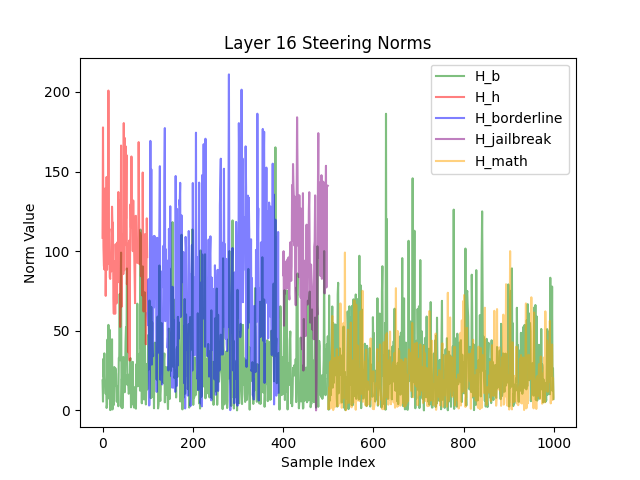 Layer 16 Steering Norms
H_b
H_h
H_borderline
H_jailbreak
H_math
Norm Value
200
150
100
50
0
0
200
400
600
800
1000
Sample Index